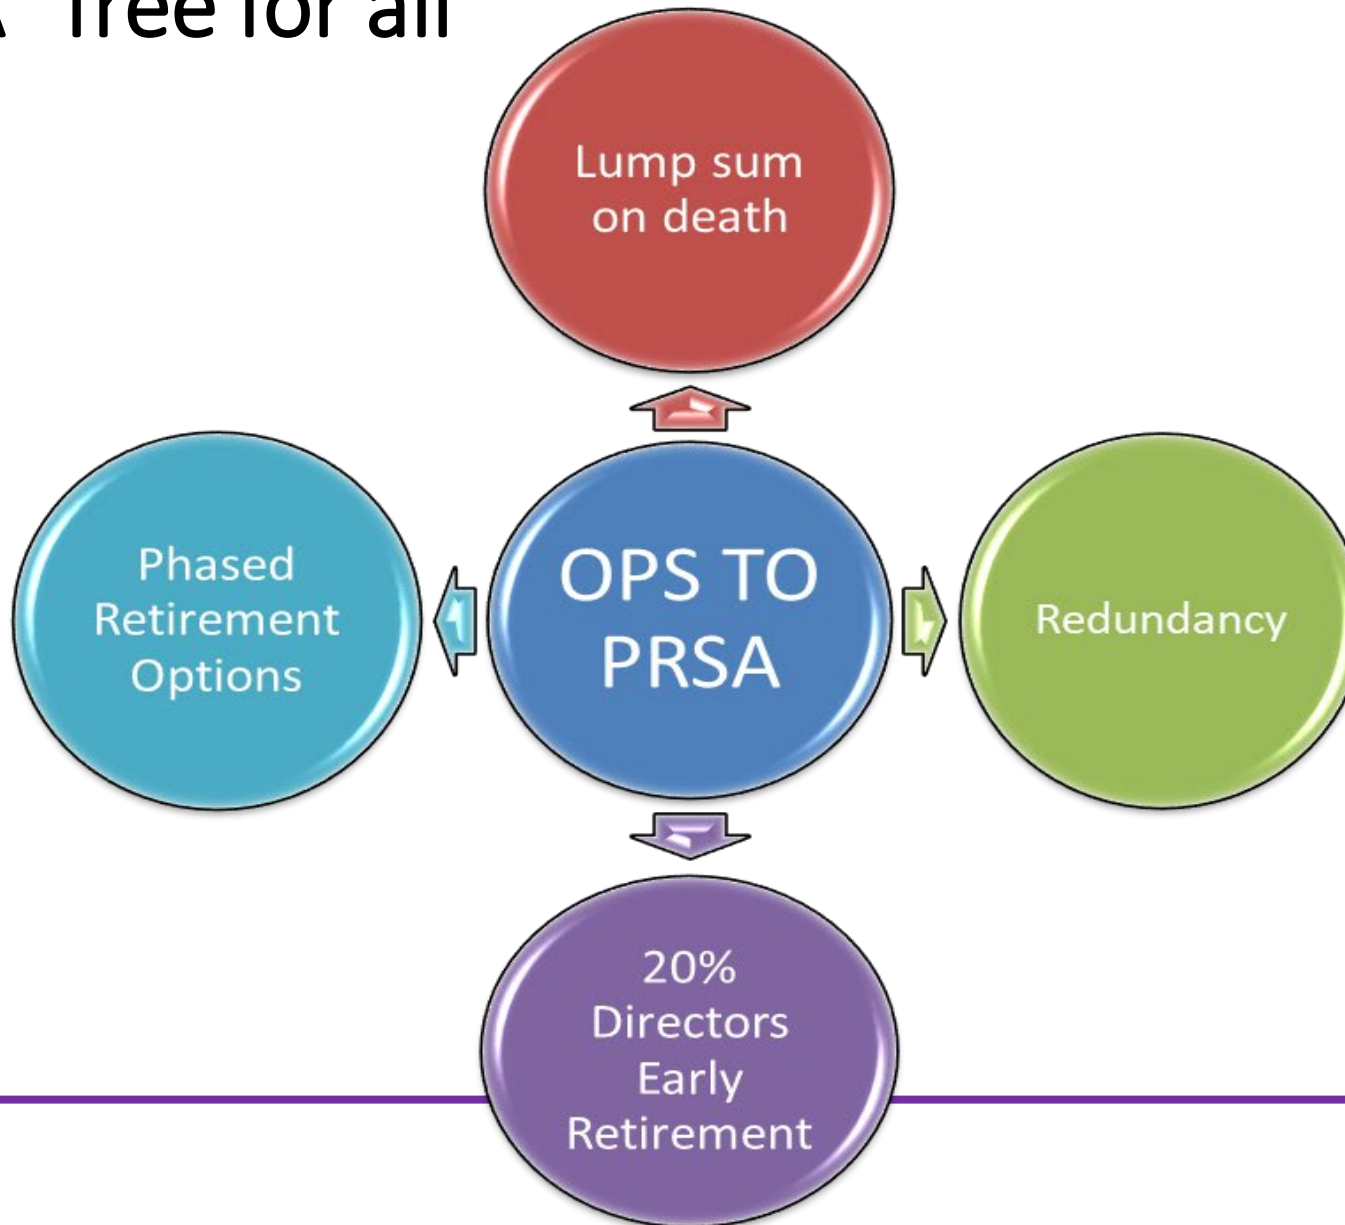 free for all
Lump sum
on death
Phased
Retirement
Options
OPS TO
PRSA
Redundancy
20%
Directors
Early
Retirement